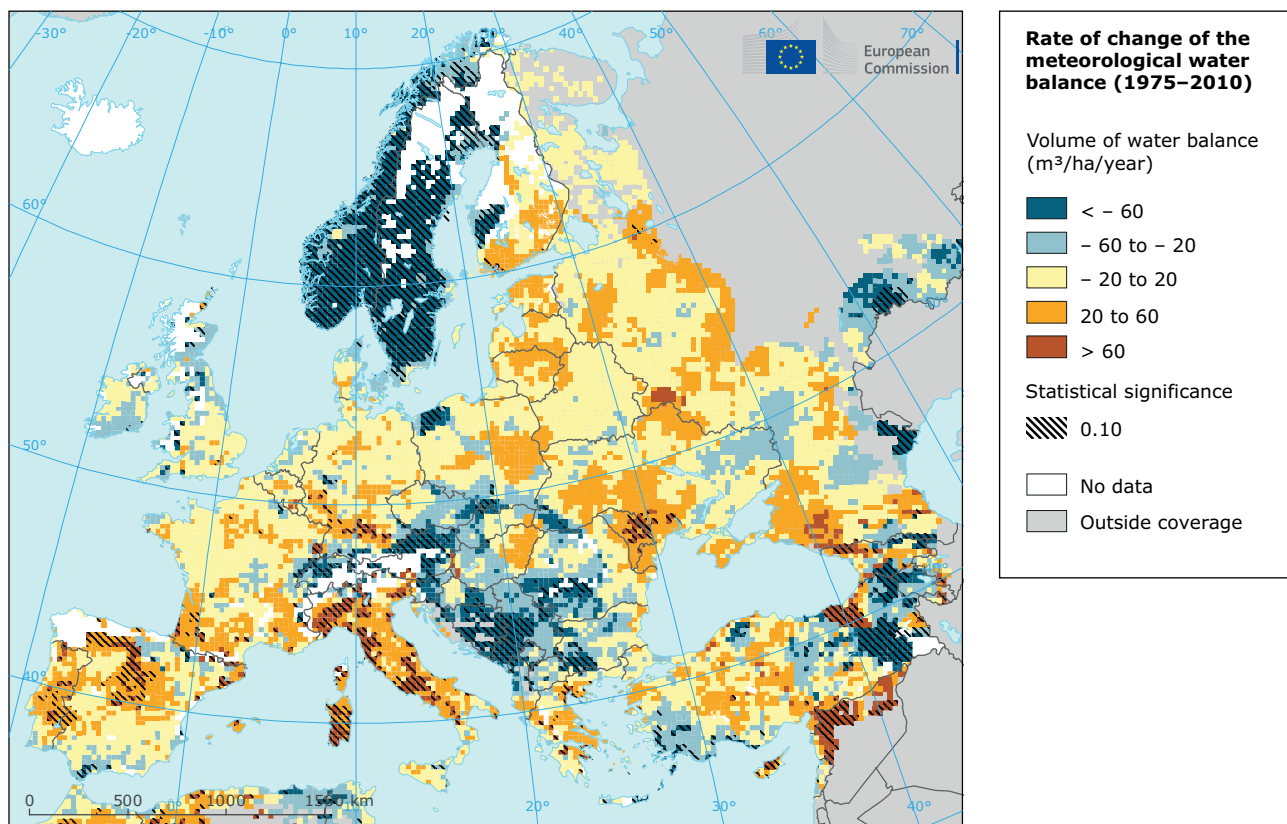 -30°
-20°
-10°
0°
10°
20°
30°
40°
50°
60°
70°
European
Commission
60°
50°
40°
0 500 1000 1500 km
0°
10°
20°
30°
40°
Rate of change of the
meteorological water
balance (1975–2010)
Volume of water balance
(m³/ha/year)
< – 60
– 60 to – 20
– 20 to 20
20 to 60
> 60
Statistical significance
0.10
No data
Outside coverage